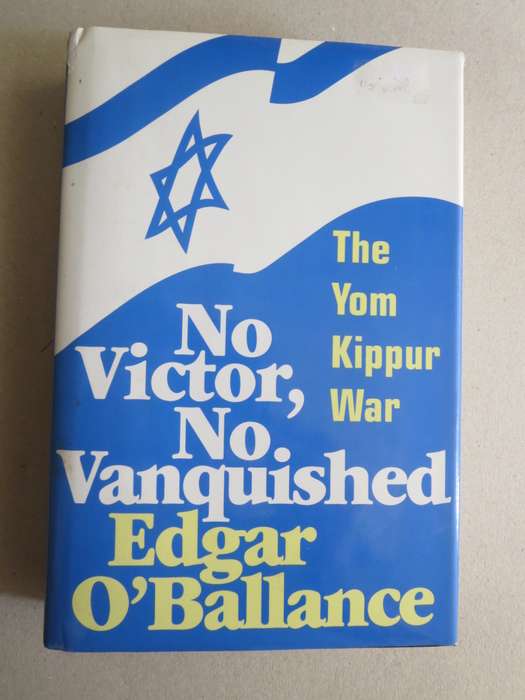 The
Yom
Kippur
War
No
Victor,
No
Vanquished
Edgar
O'Ballance